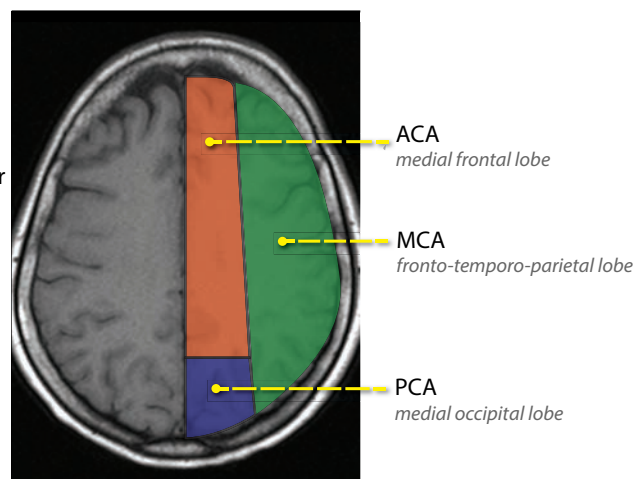 ACA
medial frontal lobe
r
MCA
fronto-temporo-parietal lobe
PCA
medial occipital lobe